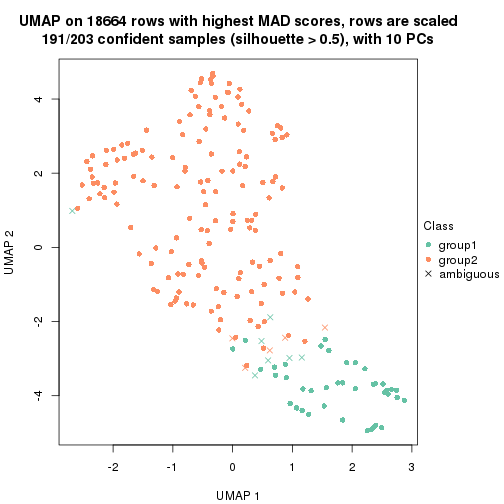 UMAP on 18664 rows with highest MAD scores, rows are scaled
191/203 confident samples (silhouette > 0.5), with 10 PCs
4
2
0
-2
-4
UMAP 2
-2
-1
0
1
2
3
UMAP 1
Class
group1
group2
ambiguous